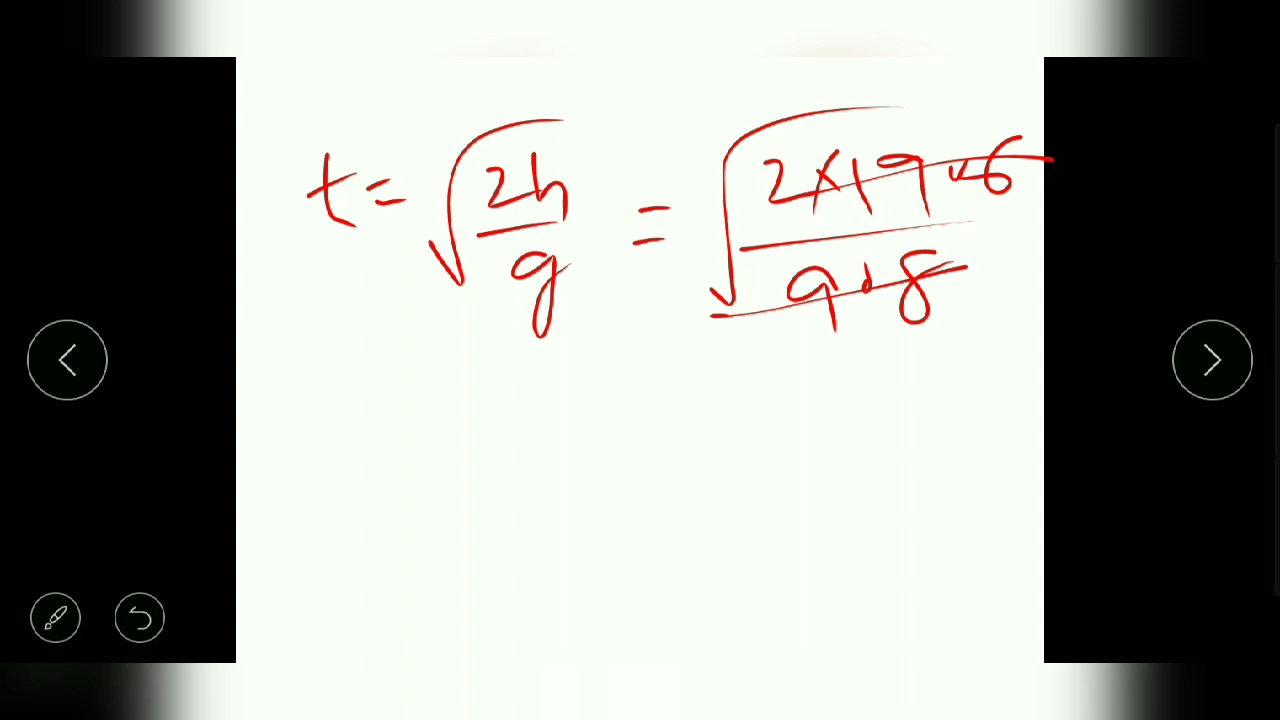 t = √(2h/g) = √(2×19.6/9.8)